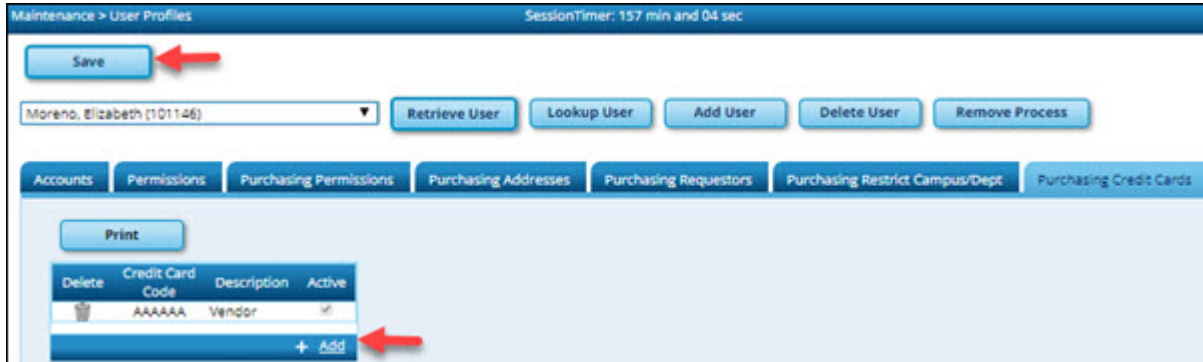 Maintenance > User Profiles SessionTimer: 157 min and 04 sec
Save
Moreno, Elizabeth (101146) Retrieve User Lookup User Add User Delete User Remove Process
Accounts Permissions Purchasing Permissions Purchasing Addresses Purchasing Requestors Purchasing Restrict Campus/Dept Purchasing Credit Cards
Print
Delete Credit Card Code Description Active
AAAAAA Vendor
+ Add